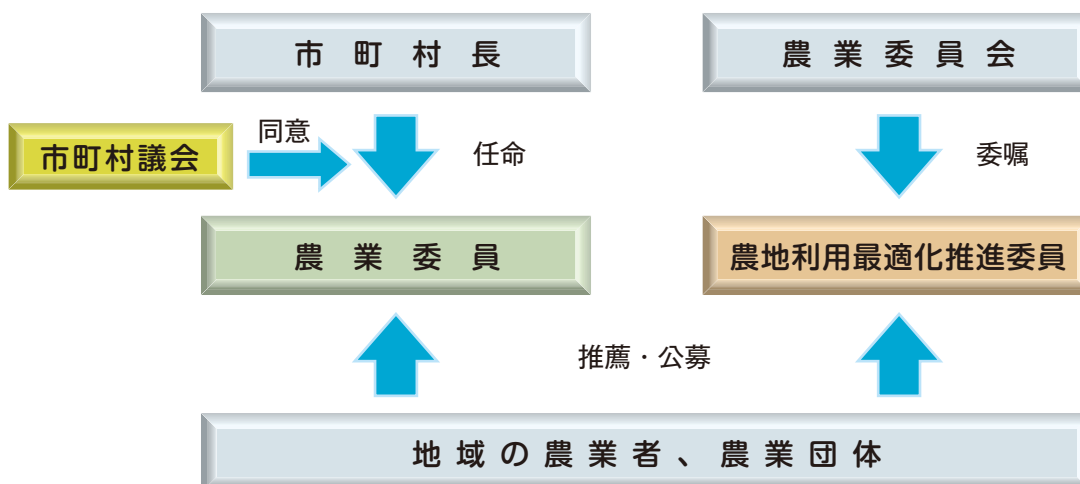 市町村長
農業委員会
市町村議会
同意
任命
委嘱
農業委員
農地利用最適化推進委員
推薦・公募
地域の農業者、農業団体